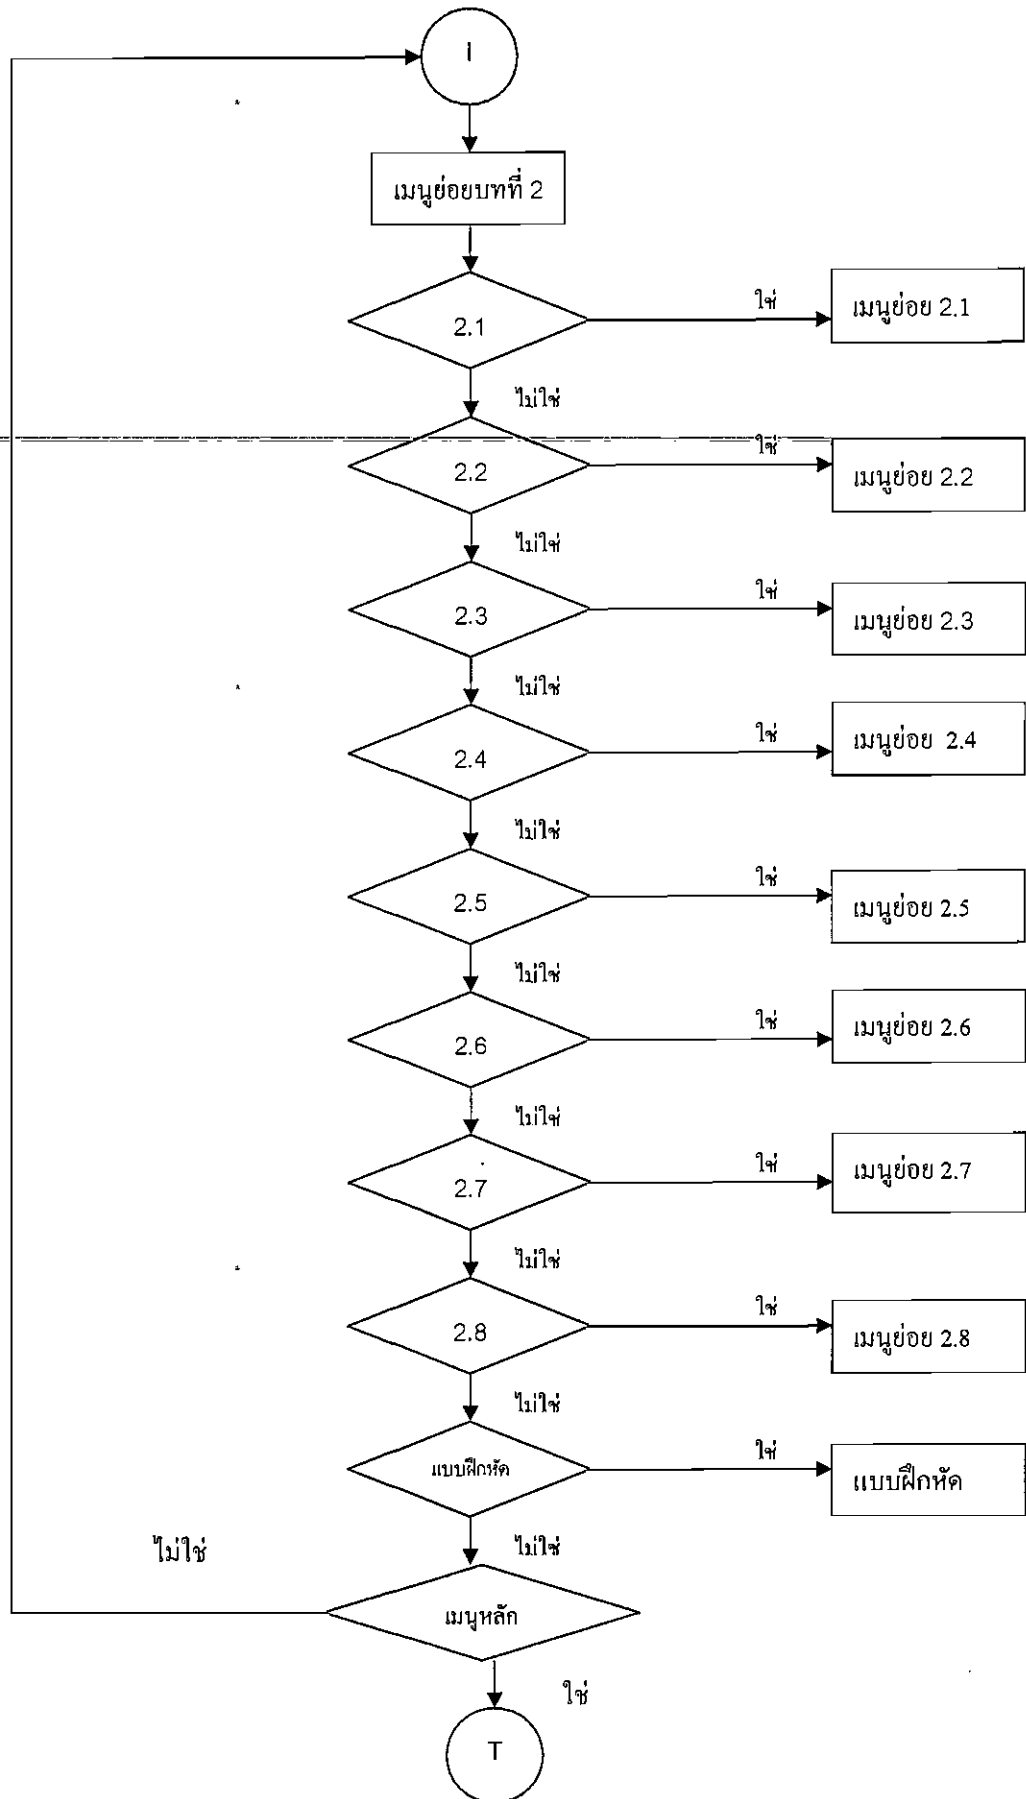 I
เมนูย่อยบทที่ 2
2.1
ใช่
เมนูย่อย 2.1
ไม่ใช่
2.2
ใช่
เมนูย่อย 2.2
ไม่ใช่
2.3
ใช่
เมนูย่อย 2.3
ไม่ใช่
2.4
ใช่
เมนูย่อย 2.4
ไม่ใช่
2.5
ใช่
เมนูย่อย 2.5
ไม่ใช่
2.6
ใช่
เมนูย่อย 2.6
ไม่ใช่
2.7
ใช่
เมนูย่อย 2.7
ไม่ใช่
2.8
ใช่
เมนูย่อย 2.8
ไม่ใช่
แบบฝึกหัด
ใช่
แบบฝึกหัด
ไม่ใช่
ไม่ใช่
เมนูหลัก
ใช่
T